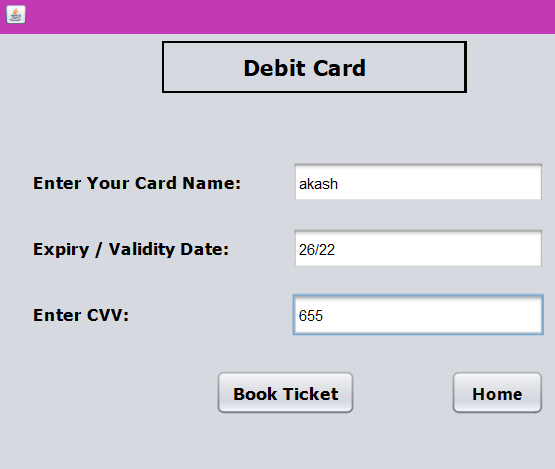 Debit Card
Enter Your Card Name: akash
Expiry / Validity Date: 26/22
Enter CVV: 655
Book Ticket Home